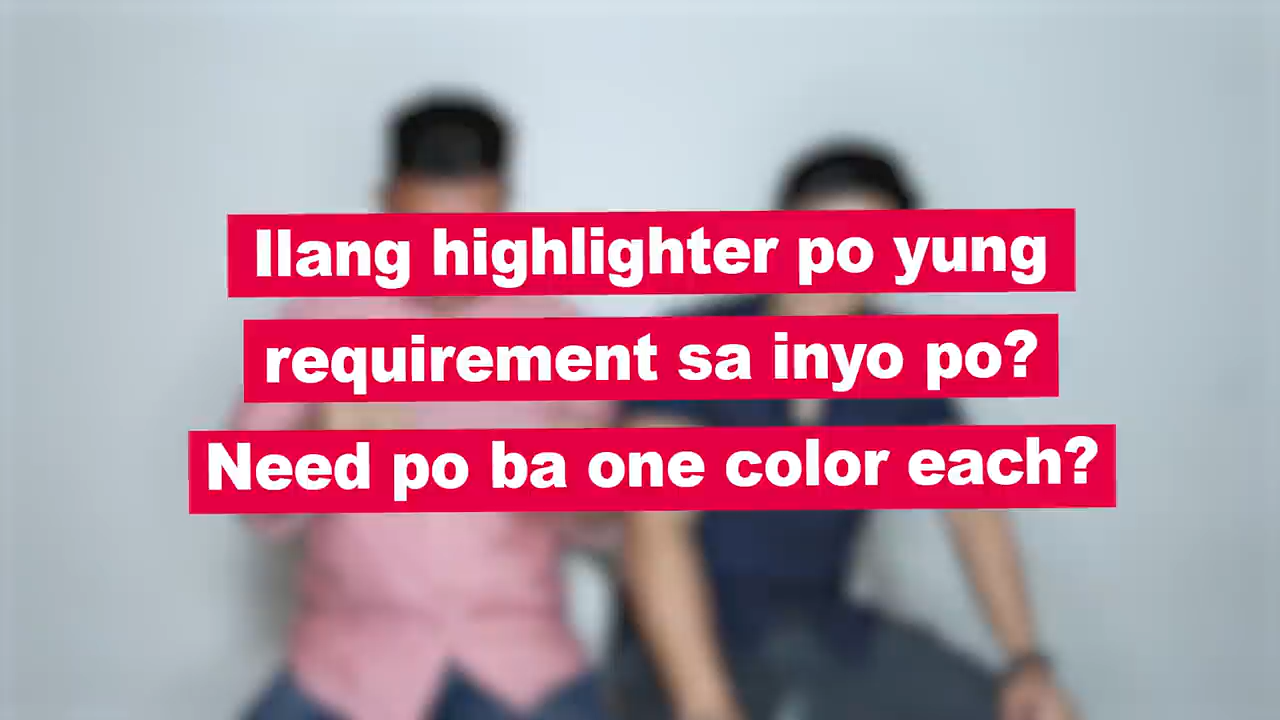 Ilang highlighter po yung
requirement sa inyo po?
Need po ba one color each?